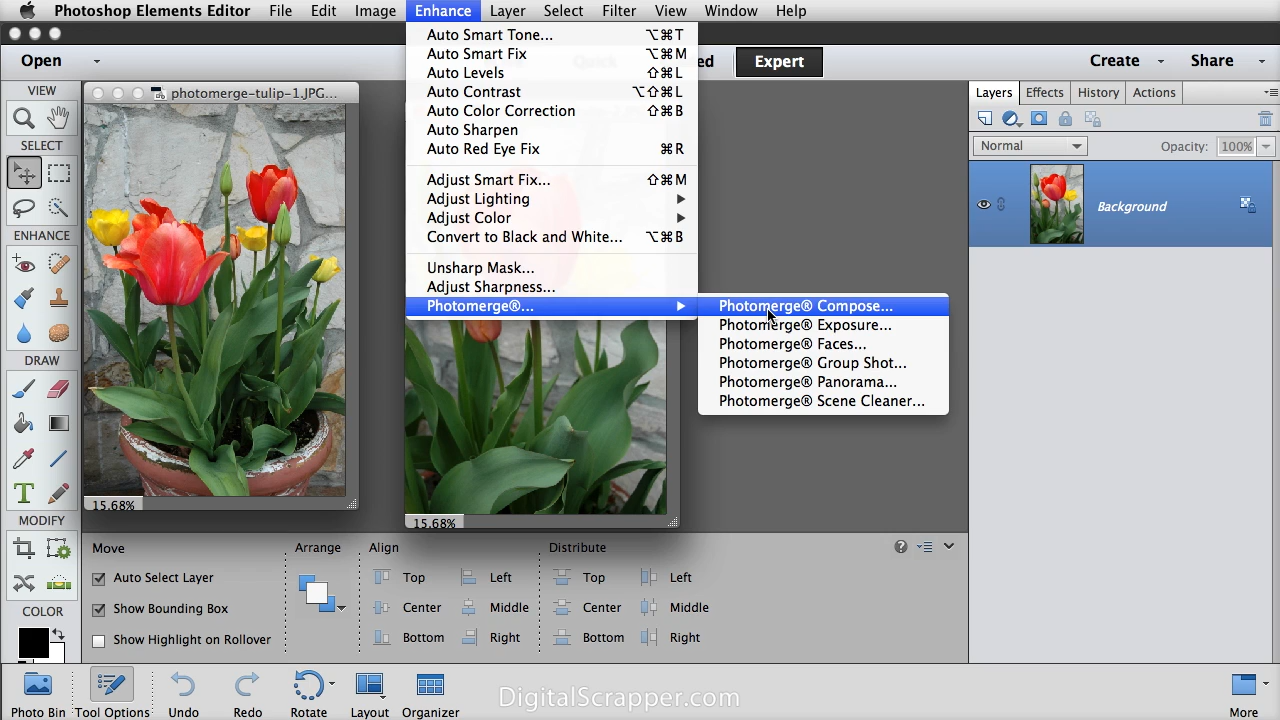 Photoshop Elements Editor File Edit Image Enhance Layer Select Filter View Window Help
Open
ed
Expert
Create
Share
Auto Smart Tone... ⌥⌘T
Auto Smart Fix ⌥⌘M
Auto Levels ⇧⌘L
Auto Contrast ⌥⇧⌘L
Auto Color Correction ⇧⌘B
Auto Sharpen
Auto Red Eye Fix ⌘R
Adjust Smart Fix... ⇧⌘M
Adjust Lighting
Adjust Color
Convert to Black and White... ⌥⌘B
Unsharp Mask...
Adjust Sharpness...
Photomerge®...
Photomerge® Compose...
Photomerge® Exposure...
Photomerge® Faces...
Photomerge® Group Shot...
Photomerge® Panorama...
Photomerge® Scene Cleaner...
VIEW
SELECT
ENHANCE
DRAW
MODIFY
COLOR
photomerge-tulip-1.JPG...
15.68%
15.68%
Layers Effects History Actions
Normal Opacity: 100%
Background
Move Arrange Align Distribute
Auto Select Layer Top Left Top Left
Show Bounding Box Center Middle Center Middle
Show Highlight on Rollover Bottom Right Bottom Right
Photo Bin Tool Options Undo Redo Rotate Layout Organizer More
DigitalScrapper.com